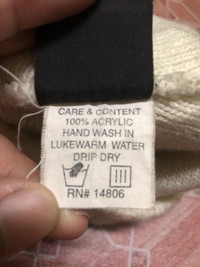 CARE & CONTENT
100% ACRYLIC
HAND WASH IN
LUKEWARM WATER
DRIP DRY
RN# 14806